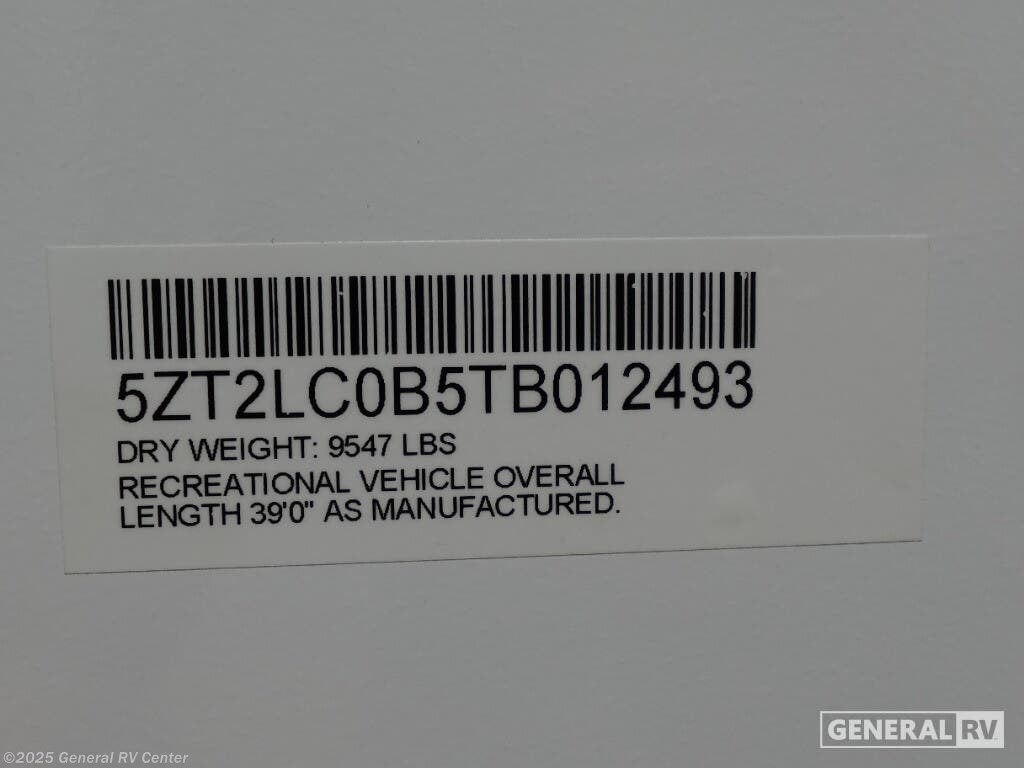 5ZT2LC0B5TB012493
DRY WEIGHT: 9547 LBS
RECREATIONAL VEHICLE OVERALL
LENGTH 39'0" AS MANUFACTURED.
GENERAL RV
©2025 General RV Center